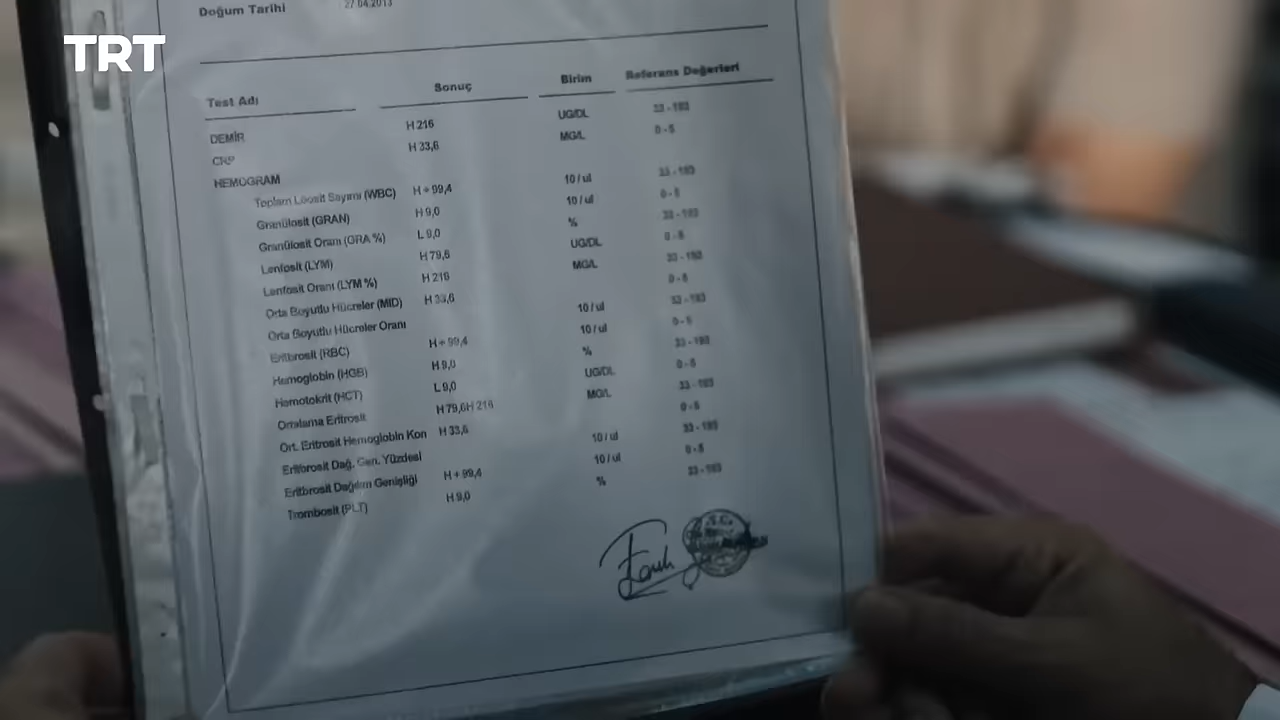 TRT
Doğum Tarihi 27.04.2013
Test Adı Sonuç Birim Referans Değerleri
DEMİR H 216 UG/DL 33 - 193
CRP H 33,6 MG/L 0 - 5
HEMOGRAM
Toplam Löosit Sayımı (WBC) H + 99,4 10 / ul 33 - 193
Granülosit (GRAN) H 9,0 10 / ul 0 - 5
Granülosit Oranı (GRA %) L 9,0 % 33 - 193
Lenfosit (LYM) H 79,6 UG/DL 0 - 5
Lenfosit Oranı (LYM %) H 216 MG/L 33 - 193
Orta Boyutlu Hücreler (MID) H 33,6 0 - 5
Orta Boyutlu Hücreler Oranı 10 / ul 33 - 193
Eritbrosit (RBC) H + 99,4 10 / ul 0 - 5
Hemoglobin (HGB) H 9,0 % 33 - 193
Hemotokrit (HCT) L 9,0 UG/DL 0 - 5
Ortalama Eritrosit H 79,6H 216 MG/L 33 - 193
Ort. Eritrosit Hemoglobin Kon H 33,6 0 - 5
Eritbrosit Dağ. Gen. Yüzdesi 10 / ul 33 - 193
Eritbrosit Dağılım Genişliği H + 99,4 10 / ul 0 - 5
Trombosit (PLT) H 9,0 % 33 - 193